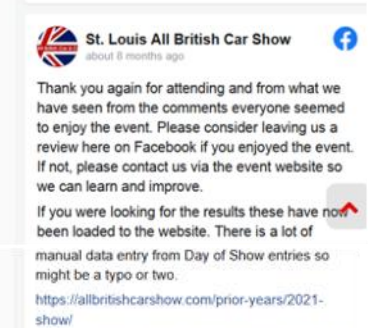 St. Louis All British Car Show
about 8 months ago
Thank you again for attending and from what we
have seen from the comments everyone seemed
to enjoy the event. Please consider leaving us a
review here on Facebook if you enjoyed the event.
If not, please contact us via the event website so
we can learn and improve.
If you were looking for the results these have now
been loaded to the website. There is a lot of
manual data entry from Day of Show entries so
might be a typo or two.
https://allbritishcarshow.com/prior-years/2021-
show/